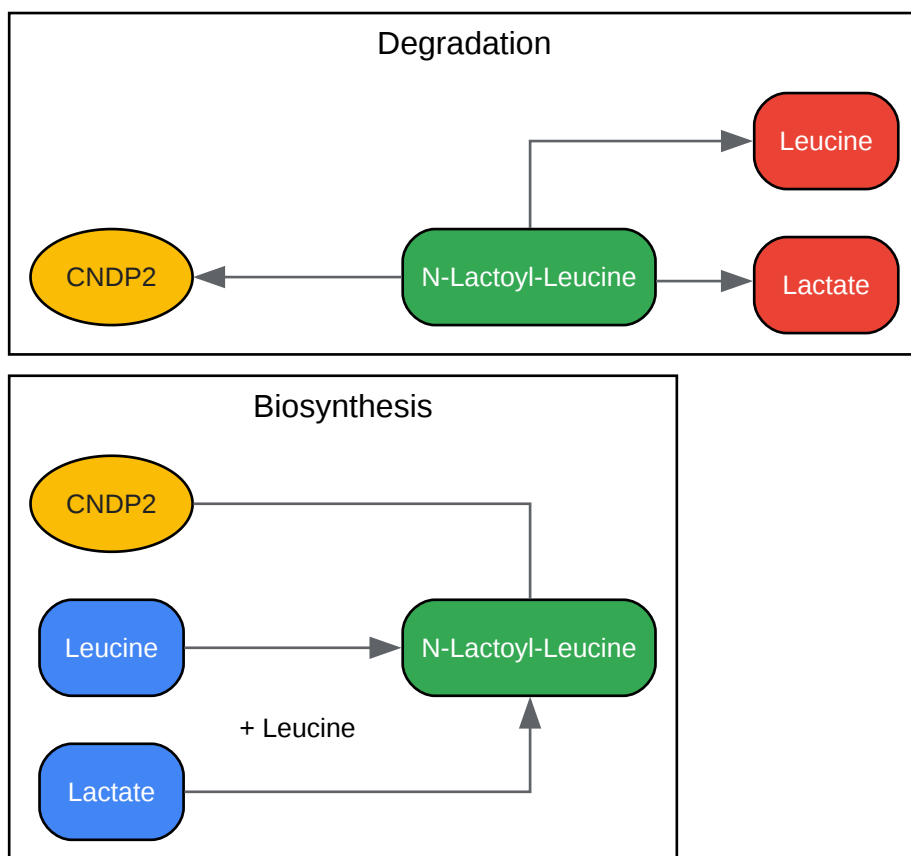 Degradation
Leucine
CNDP2
N-Lactoyl-Leucine
Lactate
Biosynthesis
CNDP2
Leucine
N-Lactoyl-Leucine
+ Leucine
Lactate